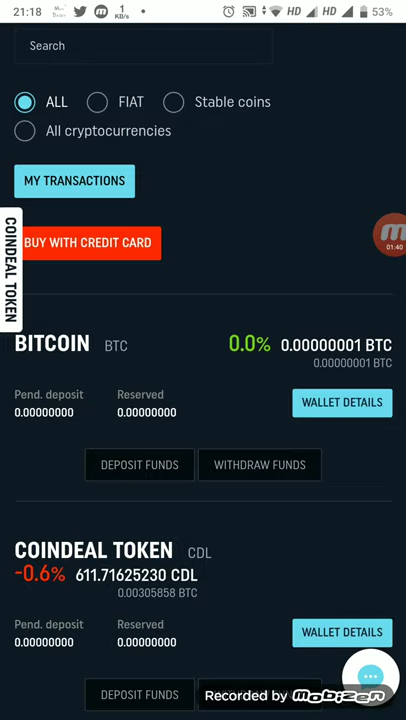 21:18
1
KB/s
HD
HD
53%
Search
ALL
FIAT
Stable coins
All cryptocurrencies
MY TRANSACTIONS
COINDEAL TOKEN
BUY WITH CREDIT CARD
01:40
BITCOIN BTC
0.0% 0.00000001 BTC
0.00000001 BTC
Pend. deposit
0.00000000
Reserved
0.00000000
WALLET DETAILS
DEPOSIT FUNDS
WITHDRAW FUNDS
COINDEAL TOKEN CDL
-0.6% 611.71625230 CDL
0.00305858 BTC
Pend. deposit
0.00000000
Reserved
0.00000000
WALLET DETAILS
DEPOSIT FUNDS
Recorded by mobizen